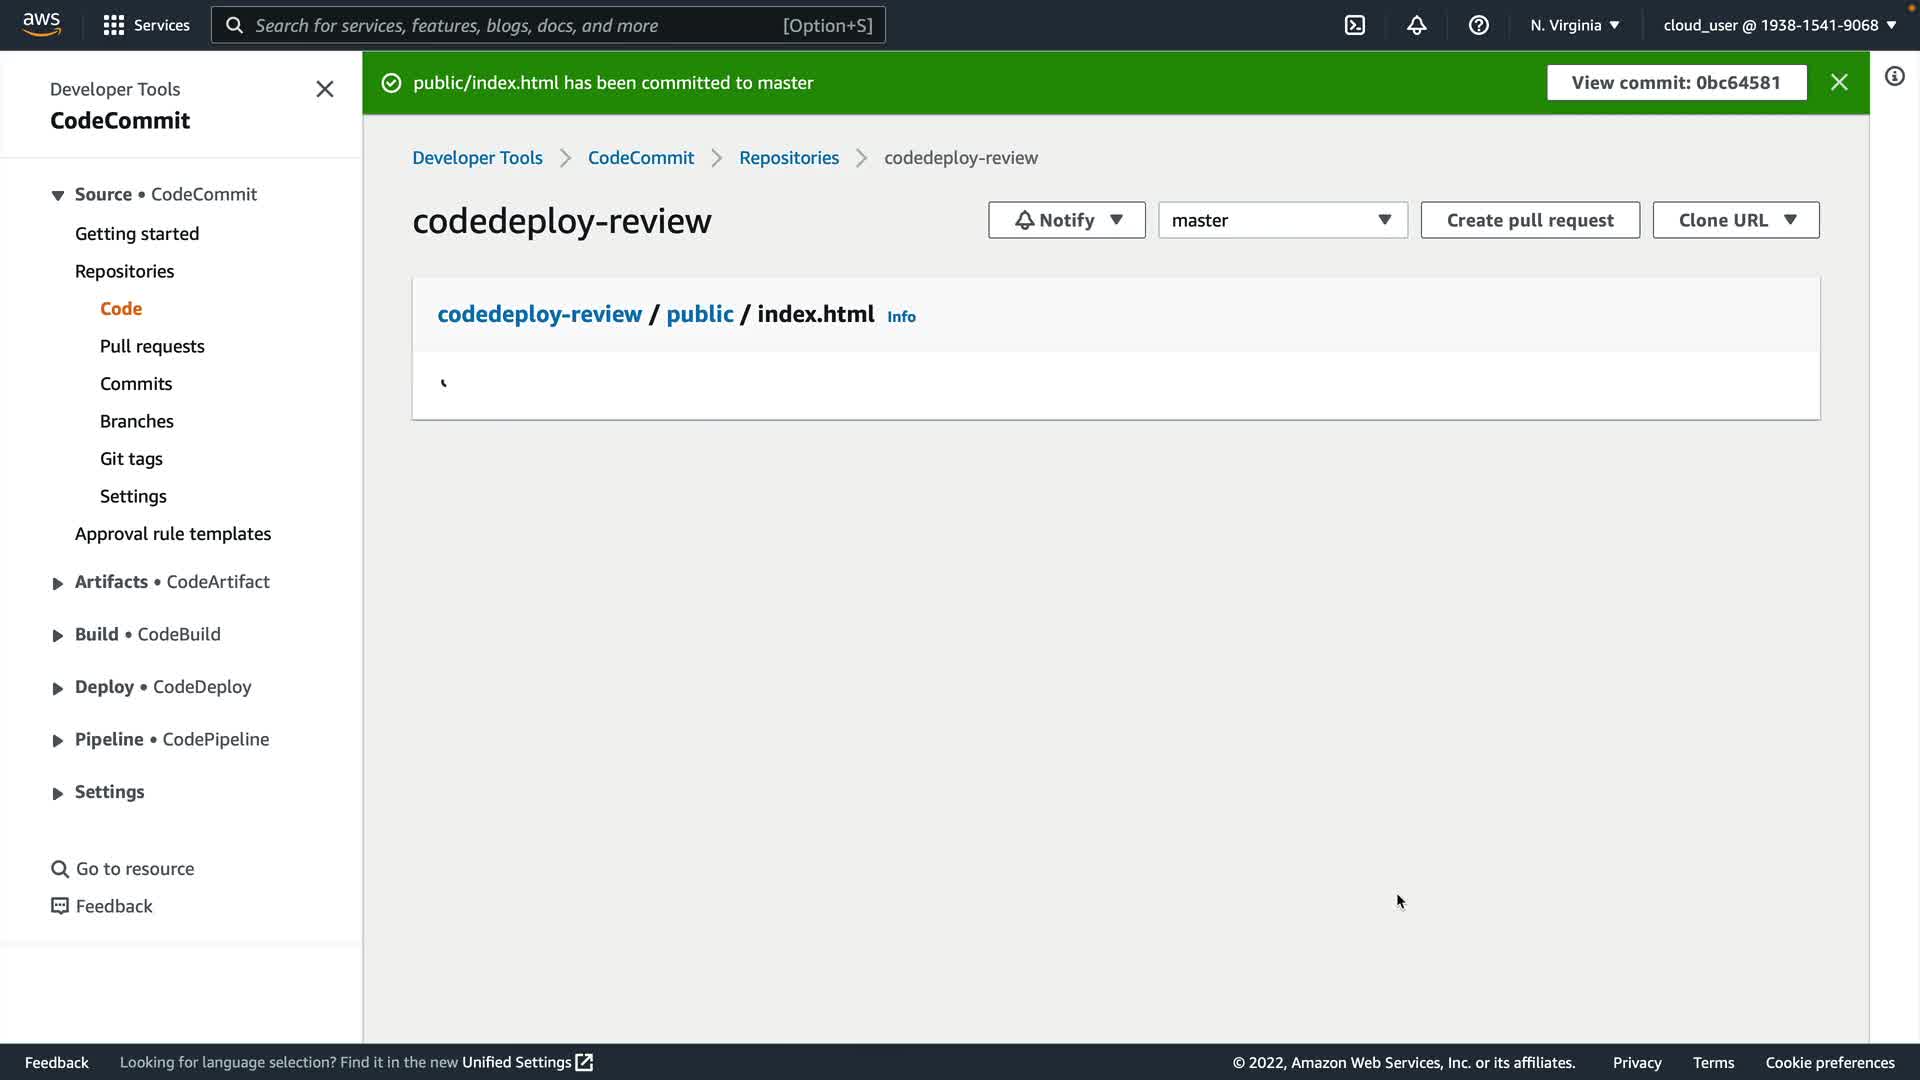 aws
Services
Search for services, features, blogs, docs, and more [Option+S]
N. Virginia
cloud_user @ 1938-1541-9068
Developer Tools
CodeCommit
Source • CodeCommit
Getting started
Repositories
Code
Pull requests
Commits
Branches
Git tags
Settings
Approval rule templates
Artifacts • CodeArtifact
Build • CodeBuild
Deploy • CodeDeploy
Pipeline • CodePipeline
Settings
Go to resource
Feedback
public/index.html has been committed to master
View commit: 0bc64581
Developer Tools > CodeCommit > Repositories > codedeploy-review
codedeploy-review
Notify
master
Create pull request
Clone URL
codedeploy-review / public / index.html Info
Feedback
Looking for language selection? Find it in the new Unified Settings
© 2022, Amazon Web Services, Inc. or its affiliates.
Privacy
Terms
Cookie preferences